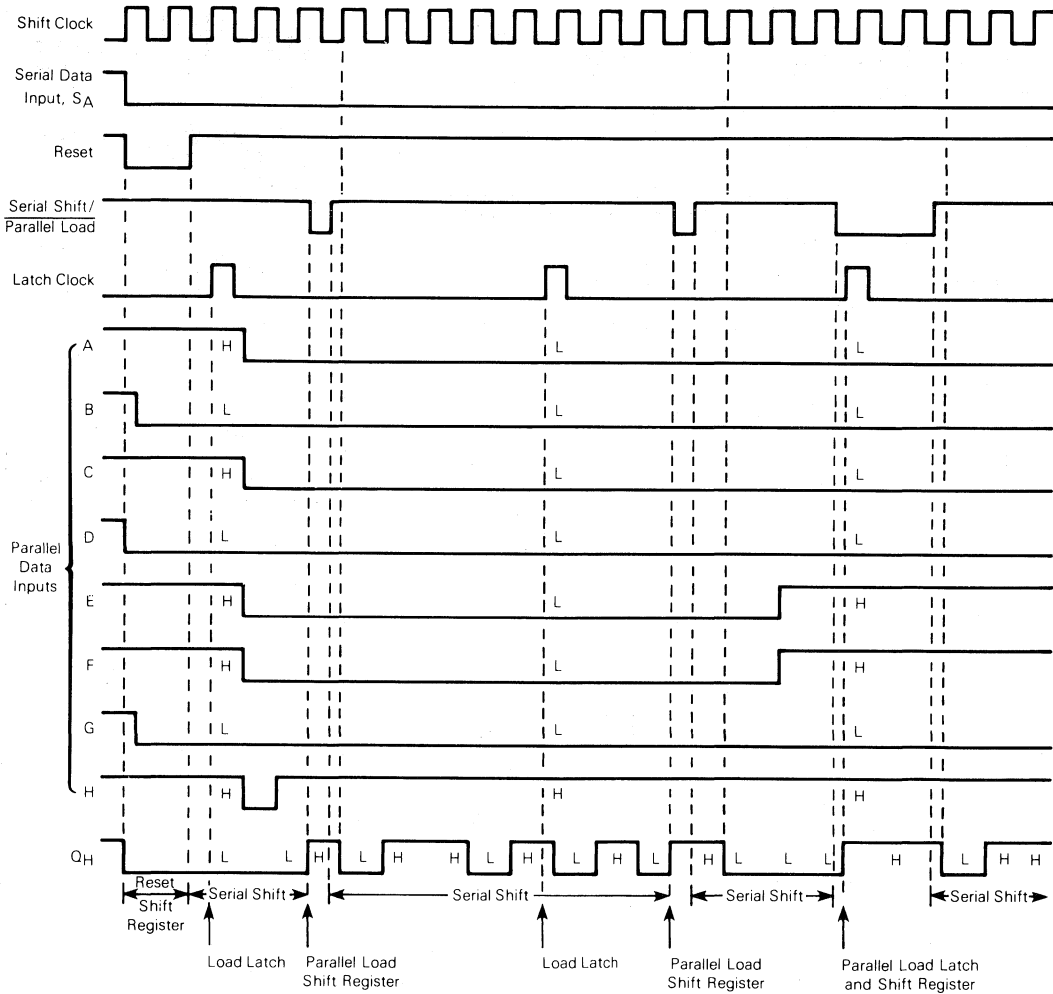 Shift Clock
Serial Data
Input, SA
Reset
Serial Shift/
Parallel Load
Latch Clock
A H L L
B L L L
C H L L
D L L L
Parallel
Data
Inputs
E H L H
F H L H
G L L L
H H H H
QH L L H L H H L H L H L H L L L H L H H
Reset
Shift
Register
Serial Shift
Serial Shift
Serial Shift
Serial Shift
Load Latch
Parallel Load
Shift Register
Load Latch
Parallel Load
Shift Register
Parallel Load Latch
and Shift Register